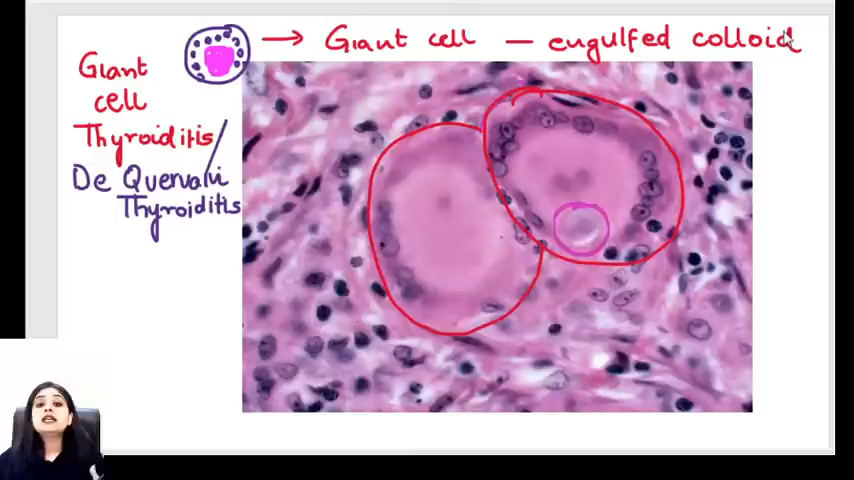 → Giant cell — engulfed colloid
Giant
cell
Thyroiditis/
De Quervain
Thyroiditis